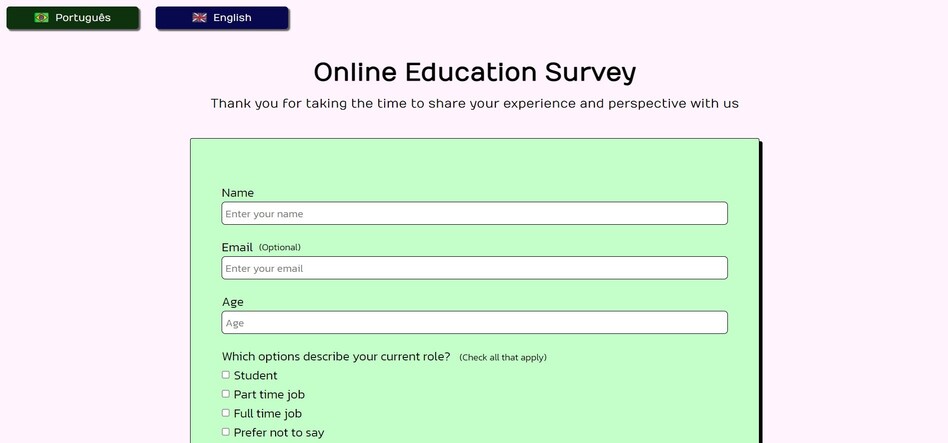 Português
English
Online Education Survey
Thank you for taking the time to share your experience and perspective with us
Name
Enter your name
Email (Optional)
Enter your email
Age
Age
Which options describe your current role? (Check all that apply)
Student
Part time job
Full time job
Prefer not to say